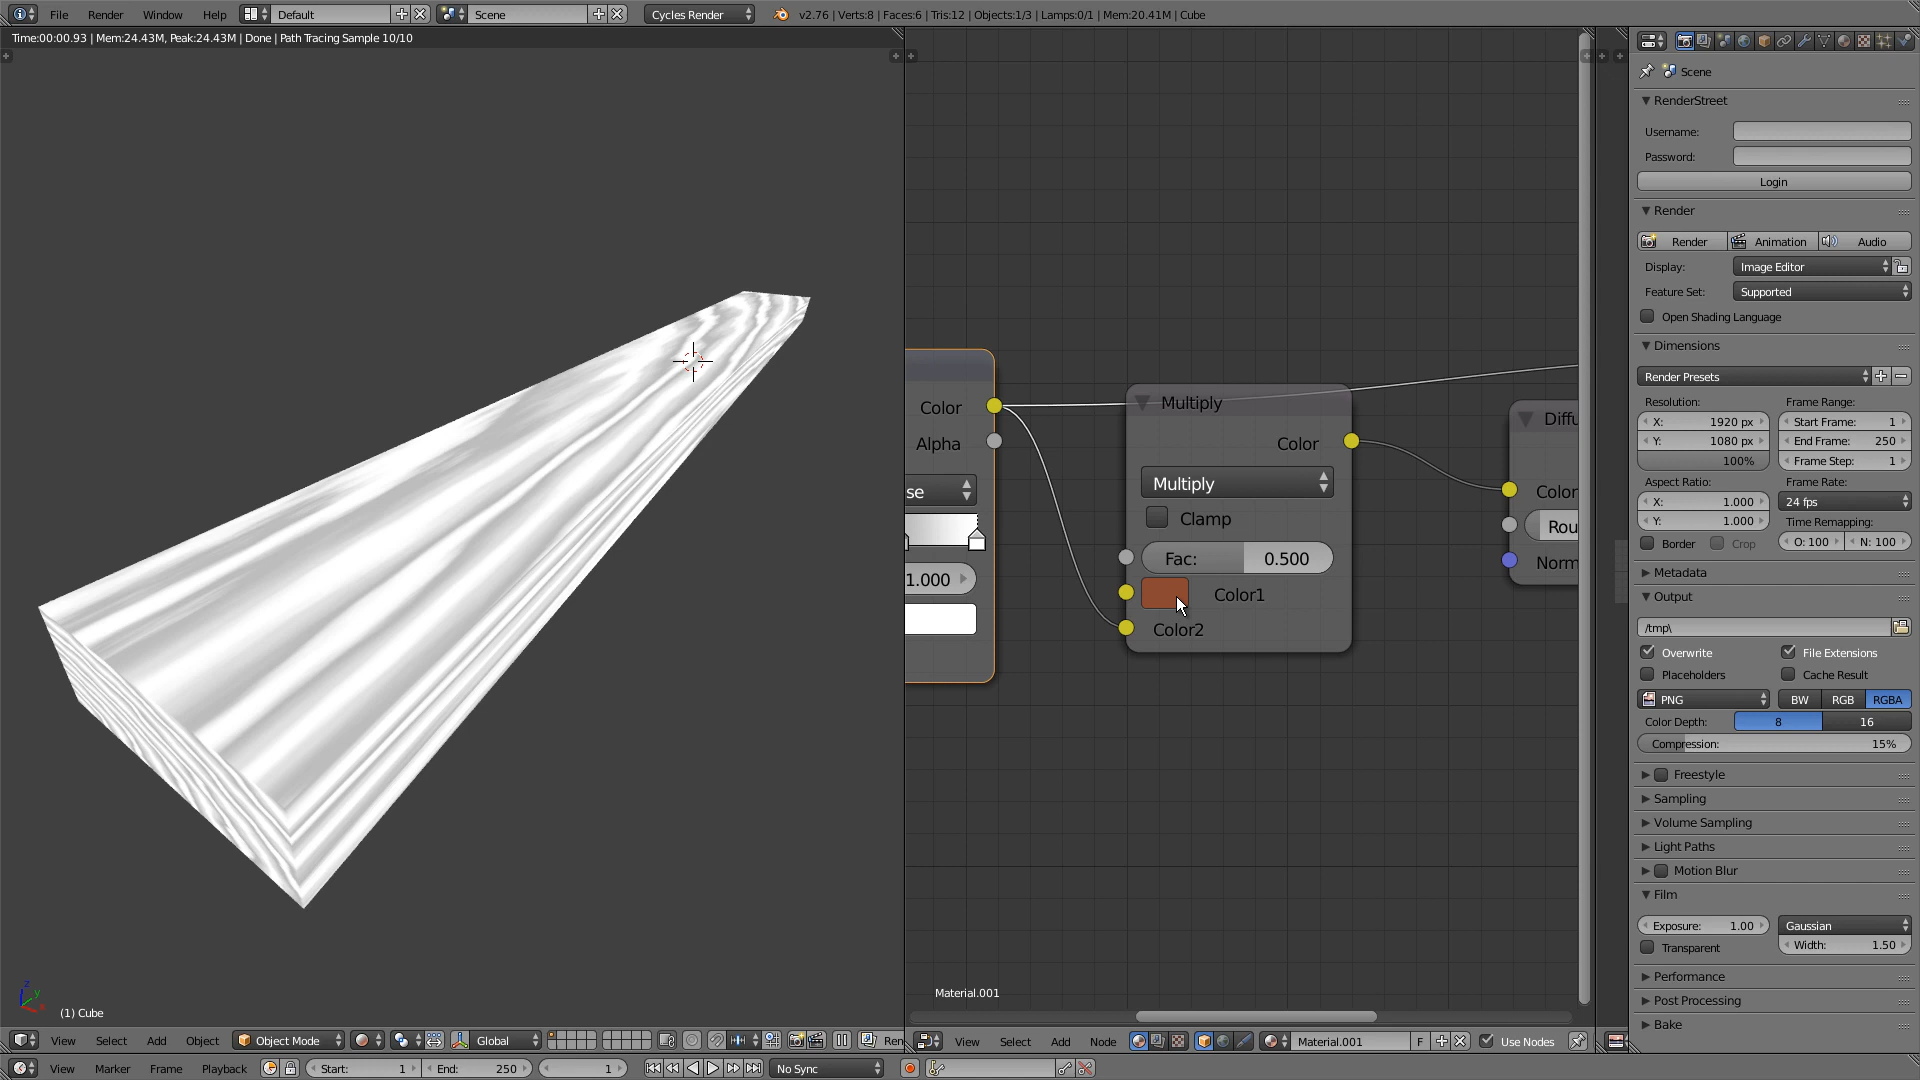 File Render Window Help Default Scene Cycles Render v2.76 | Verts:8 | Faces:6 | Tris:12 | Objects:1/3 | Lamps:0/1 | Mem:20.41M | Cube
Time:00:00.93 | Mem:24.43M, Peak:24.43M | Done | Path Tracing Sample 10/10
(1) Cube
View Select Add Object Object Mode Global Ren
Color
Alpha
se
1.000
Multiply
Color
Multiply
Clamp
Fac: 0.500
Color1
Color2
Diffu
Color
Rou
Norm
Material.001
View Select Add Node Material.001 F Use Nodes
Scene
RenderStreet
Username:
Password:
Login
Render
Render Animation Audio
Display: Image Editor
Feature Set: Supported
Open Shading Language
Dimensions
Render Presets
Resolution: Frame Range:
X: 1920 px Start Frame: 1
Y: 1080 px End Frame: 250
100% Frame Step: 1
Aspect Ratio: Frame Rate:
X: 1.000 24 fps
Y: 1.000 Time Remapping:
Border Crop O: 100 N: 100
Metadata
Output
/tmp\
Overwrite File Extensions
Placeholders Cache Result
PNG BW RGB RGBA
Color Depth: 8 16
Compression: 15%
Freestyle
Sampling
Volume Sampling
Light Paths
Motion Blur
Film
Exposure: 1.00 Gaussian
Transparent Width: 1.50
Performance
Post Processing
Bake
View Marker Frame Playback Start: 1 End: 250 1 No Sync